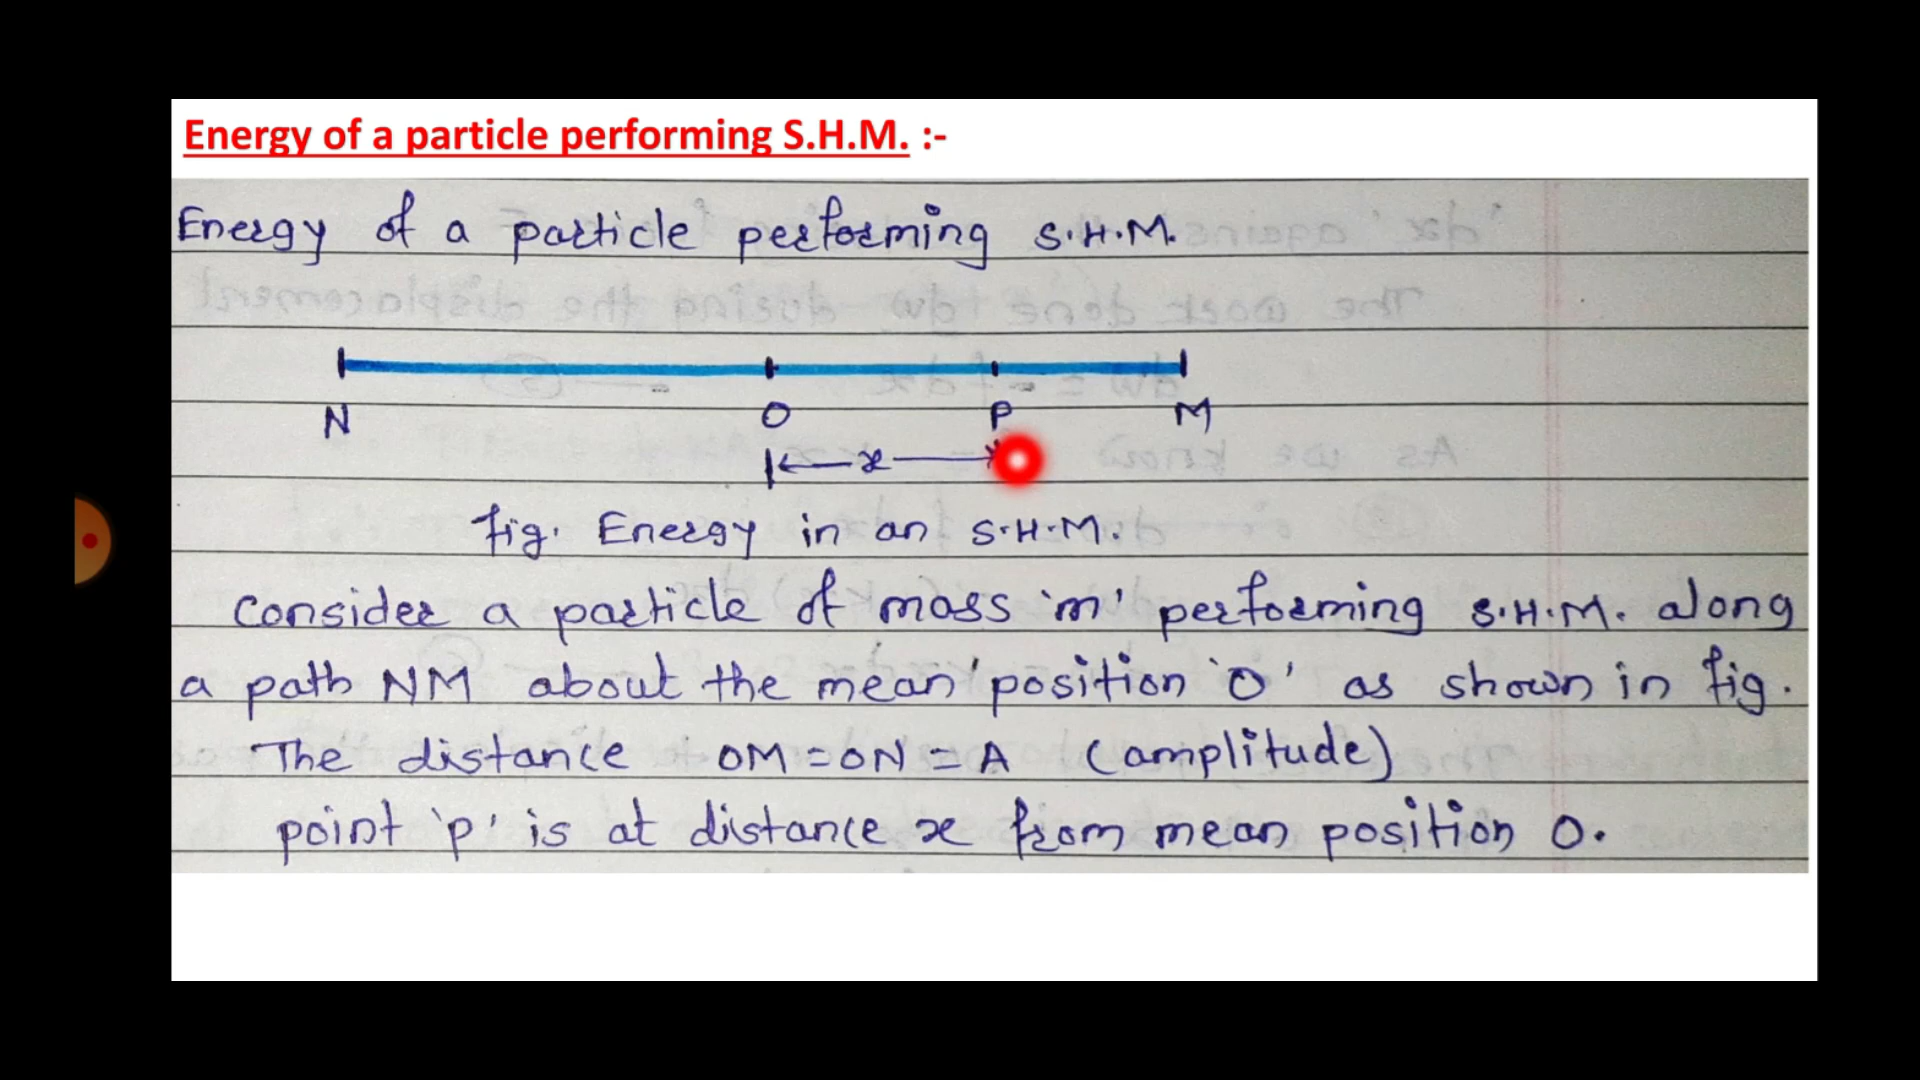 Energy of a particle performing S.H.M. :-
Energy of a particle performing S.H.M.
N O P M
x
fig. Energy in an S.H.M.
Consider a particle of mass 'm' performing S.H.M. along
a path NM about the mean position 'O' as shown in fig.
The distance OM = ON = A (amplitude)
point 'p' is at distance x from mean position O.